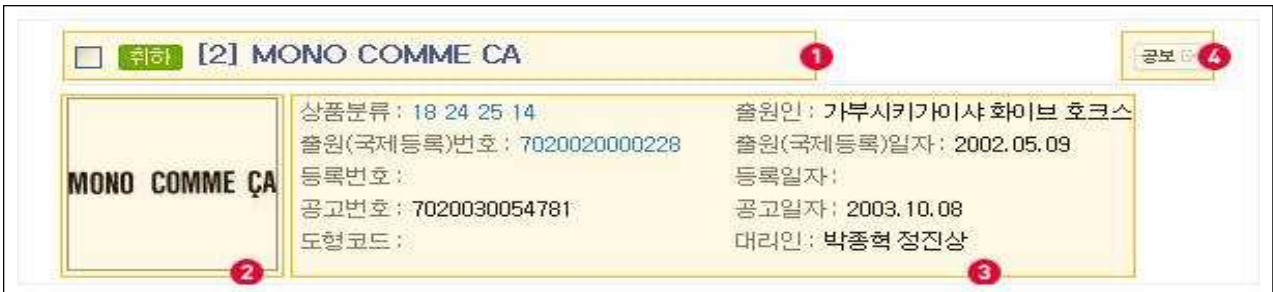 취하 [2] MONO COMME CA 1
공보 4
MONO COMME ÇA
2
상품분류 : 18 24 25 14
출원인 : 가부시키가이샤 화이브 호크스
출원(국제등록)번호 : 7020020000228
출원(국제등록)일자 : 2002.05.09
등록번호 :
등록일자 :
공고번호 : 7020030054781
공고일자 : 2003.10.08
도형코드 :
대리인 : 박종혁 정진상
3